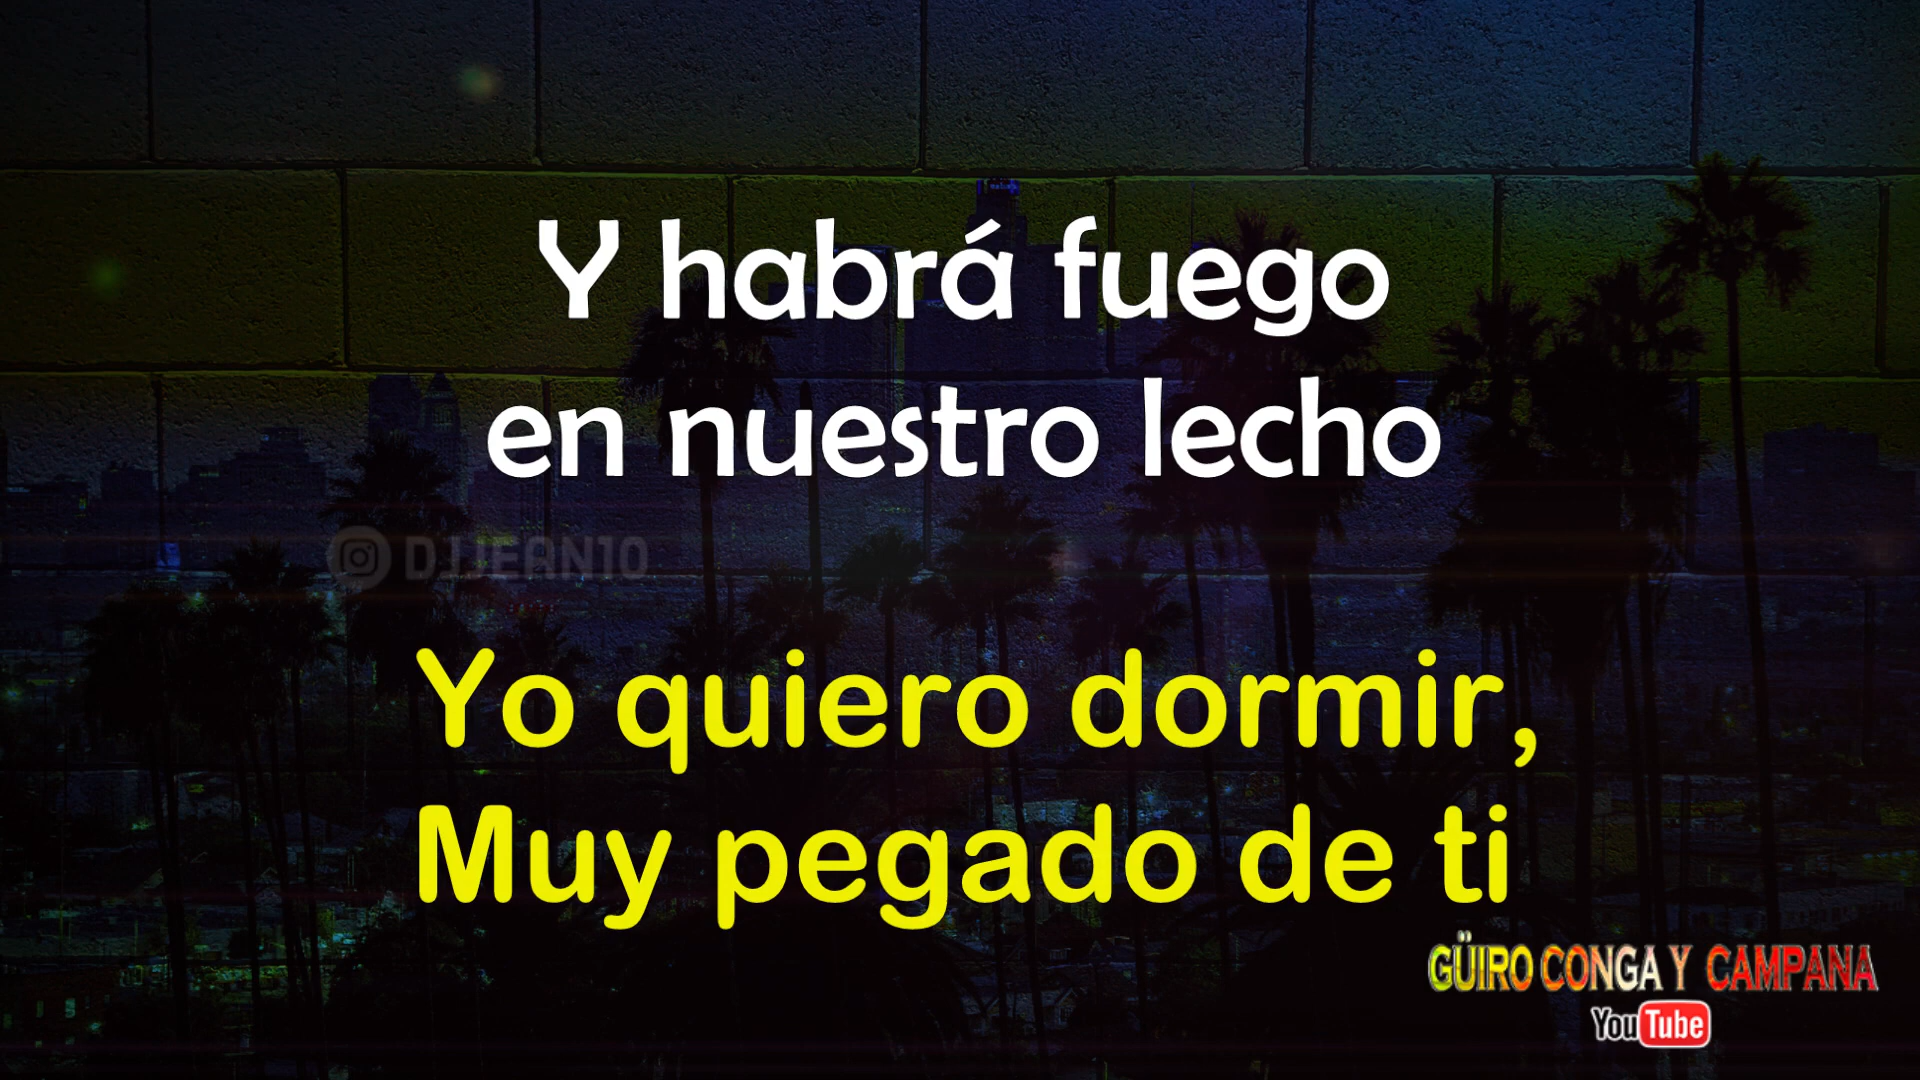 Y habrá fuego
en nuestro lecho
DJJEAN10
Yo quiero dormir,
Muy pegado de ti
GÜIRO CONGA Y CAMPANA
YouTube